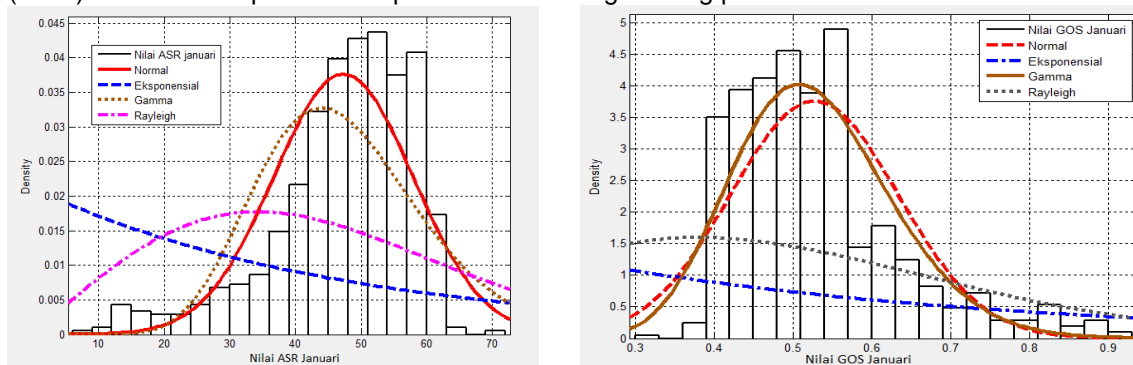 Nilai ASR januari
Normal
Eksponensial
Gamma
Rayleigh
0.045
0.04
0.035
0.03
0.025
0.02
0.015
0.01
0.005
0
Density
10 20 30 40 50 60 70
Nilai ASR Januari
Nilai GOS Januari
Normal
Eksponensial
Gamma
Rayleigh
5
4.5
4
3.5
3
2.5
2
1.5
1
0.5
0
Density
0.3 0.4 0.5 0.6 0.7 0.8 0.9
Nilai GOS Januari